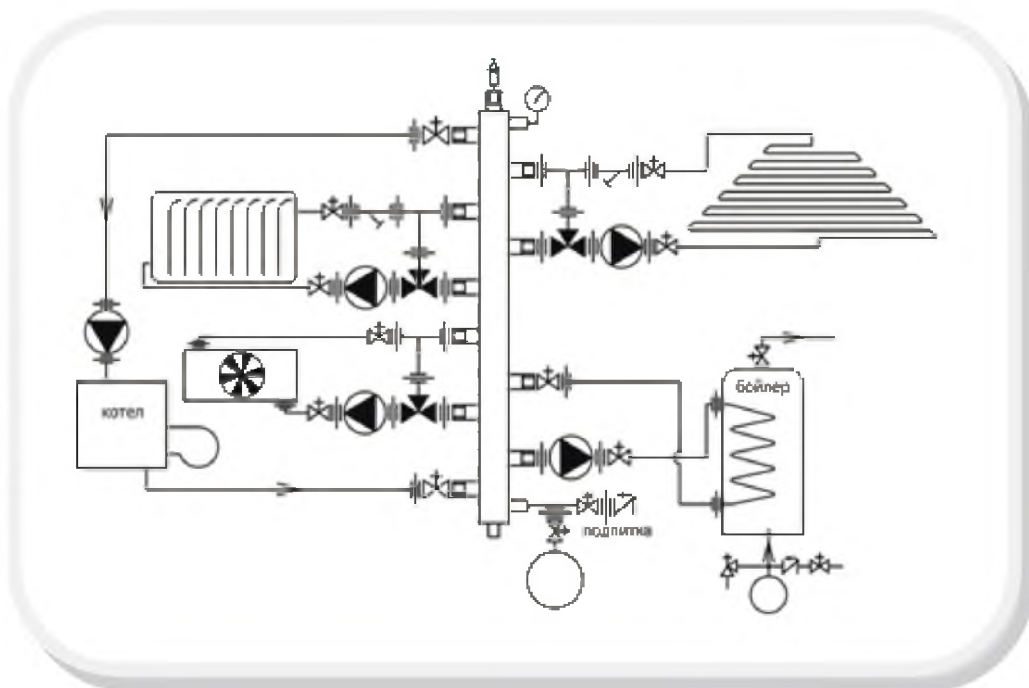 бойлер
котел
подпитка